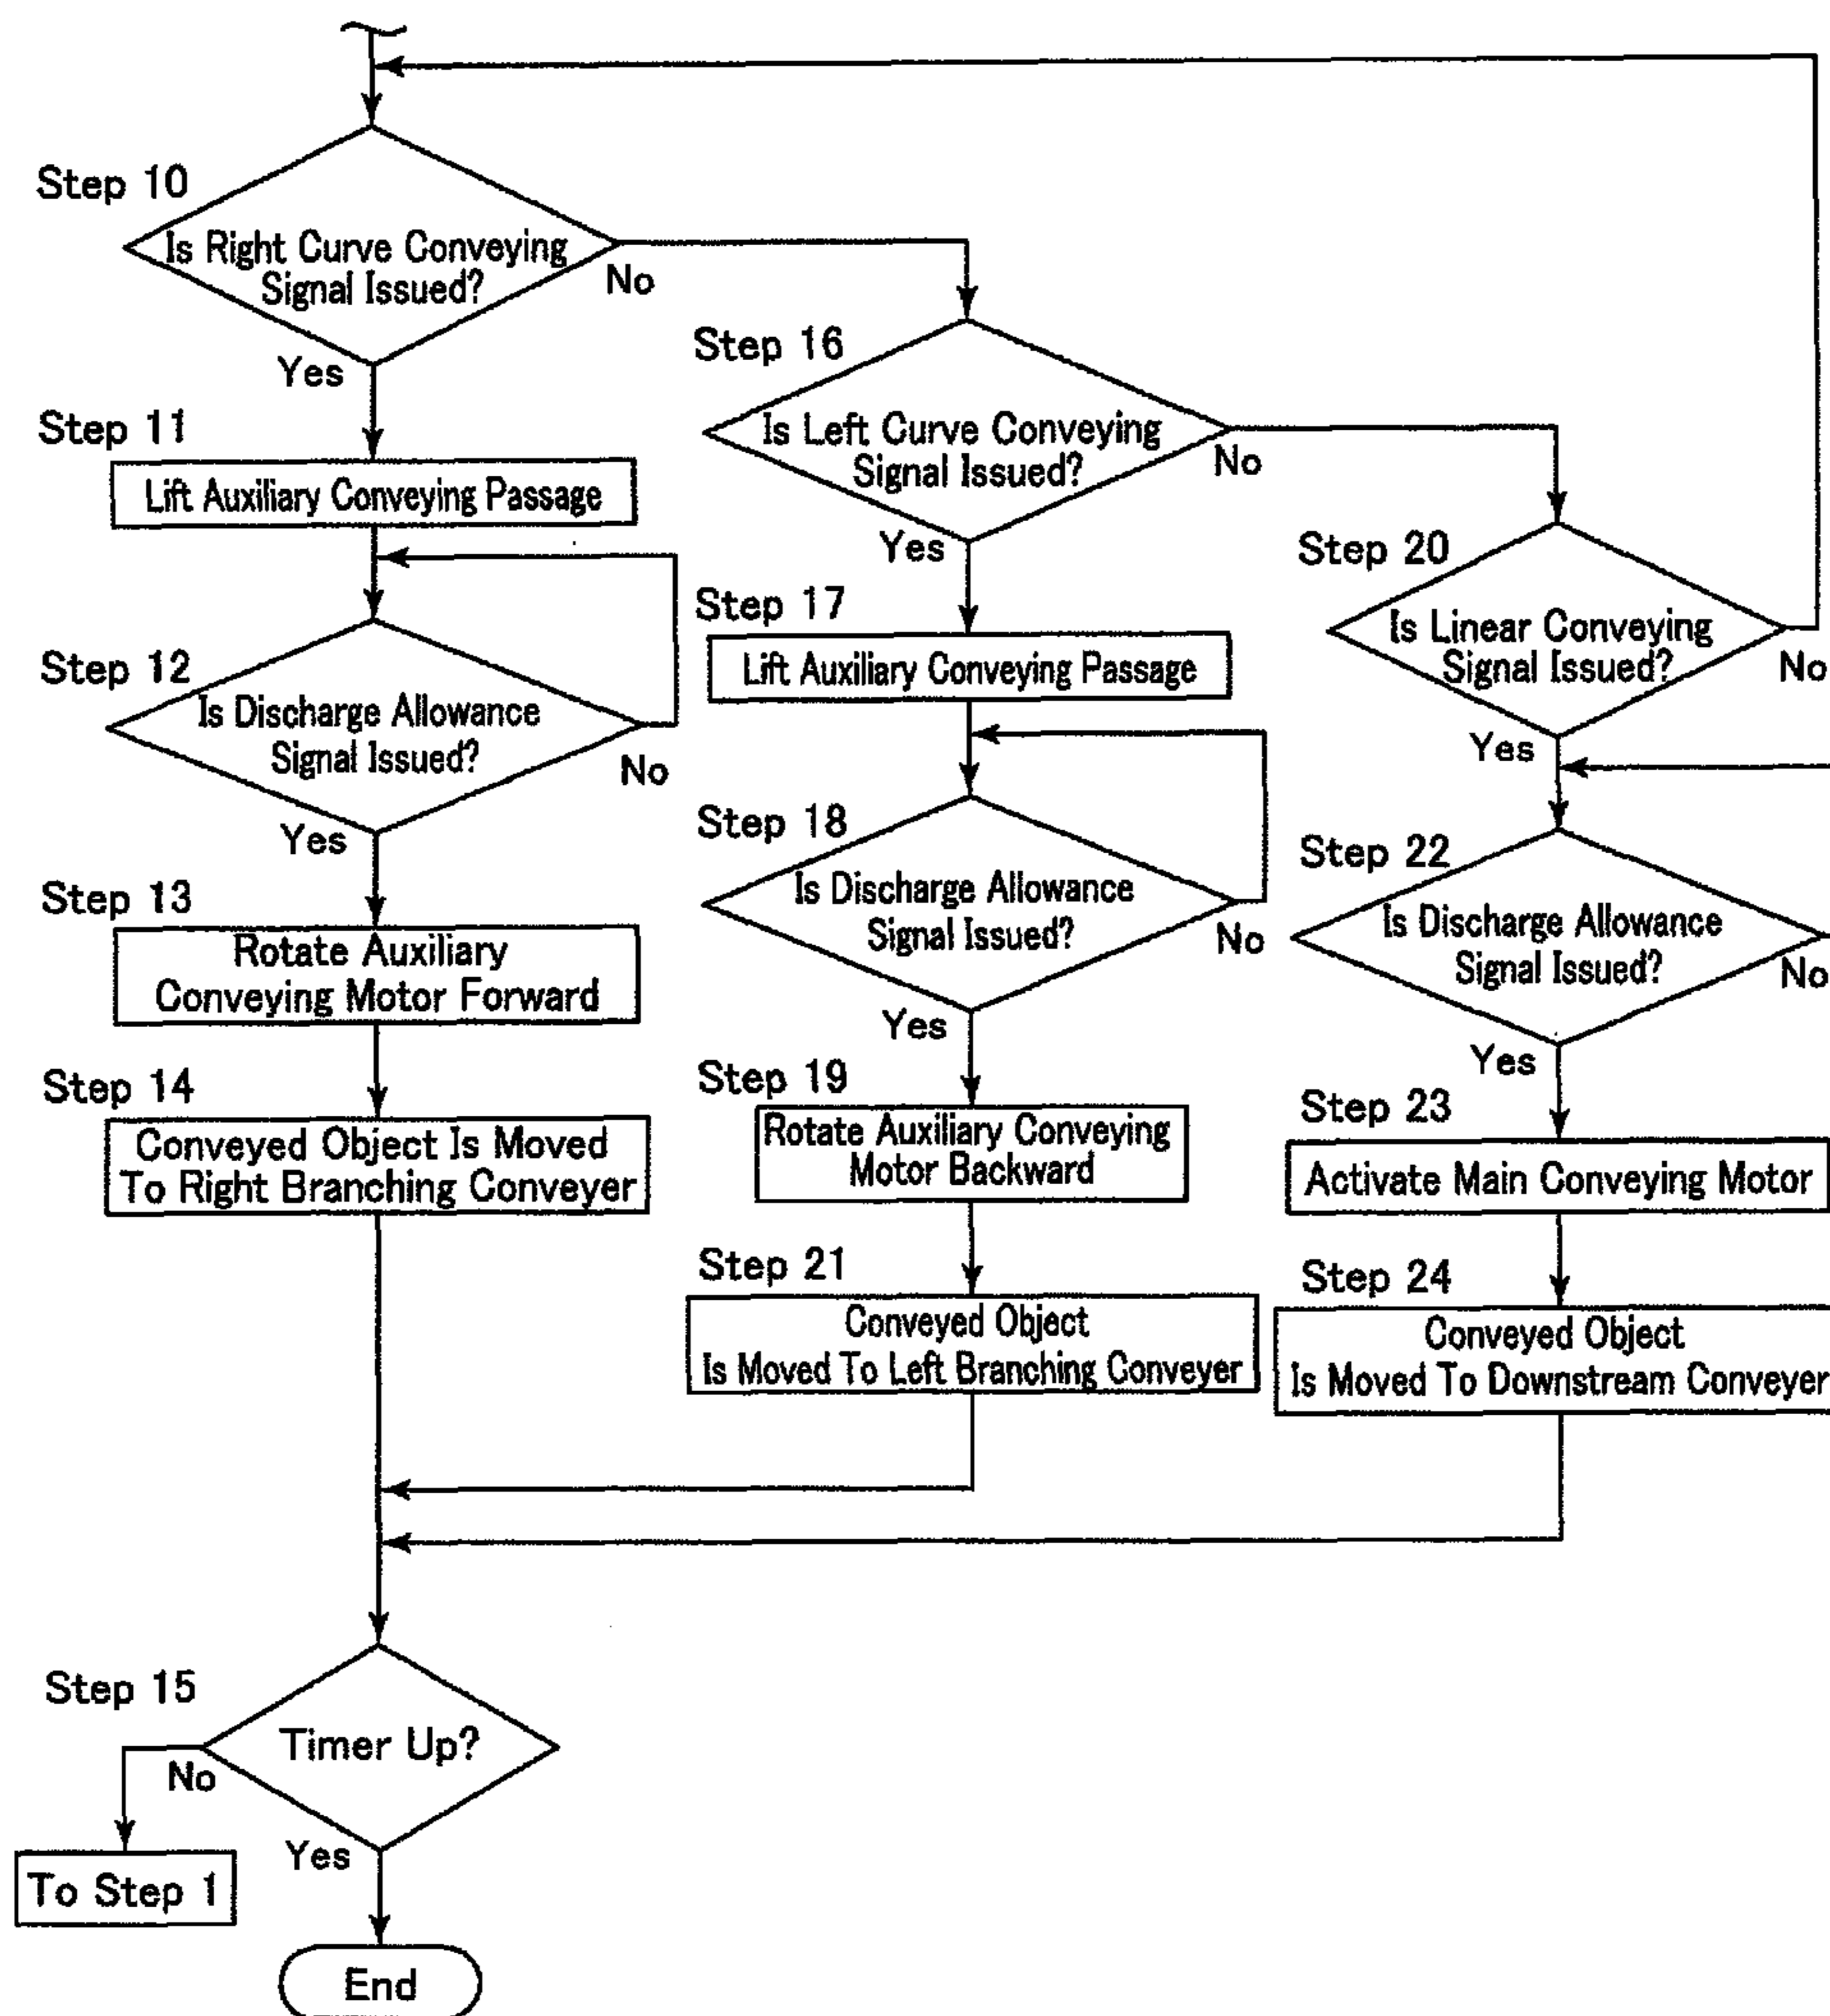 Step 10
Is Right Curve Conveying
Signal Issued?
No
Yes
Step 11
Lift Auxiliary Conveying Passage
Step 12
Is Discharge Allowance
Signal Issued?
No
Yes
Step 13
Rotate Auxiliary
Conveying Motor Forward
Step 14
Conveyed Object Is Moved
To Right Branching Conveyer
Step 16
Is Left Curve Conveying
Signal Issued?
No
Yes
Step 17
Lift Auxiliary Conveying Passage
Step 18
Is Discharge Allowance
Signal Issued?
No
Yes
Step 19
Rotate Auxiliary Conveying
Motor Backward
Step 21
Conveyed Object
Is Moved To Left Branching Conveyer
Step 20
Is Linear Conveying
Signal Issued?
No
Yes
Step 22
Is Discharge Allowance
Signal Issued?
No
Yes
Step 23
Activate Main Conveying Motor
Step 24
Conveyed Object
Is Moved To Downstream Conveyer
Step 15
Timer Up?
No
Yes
To Step 1
End